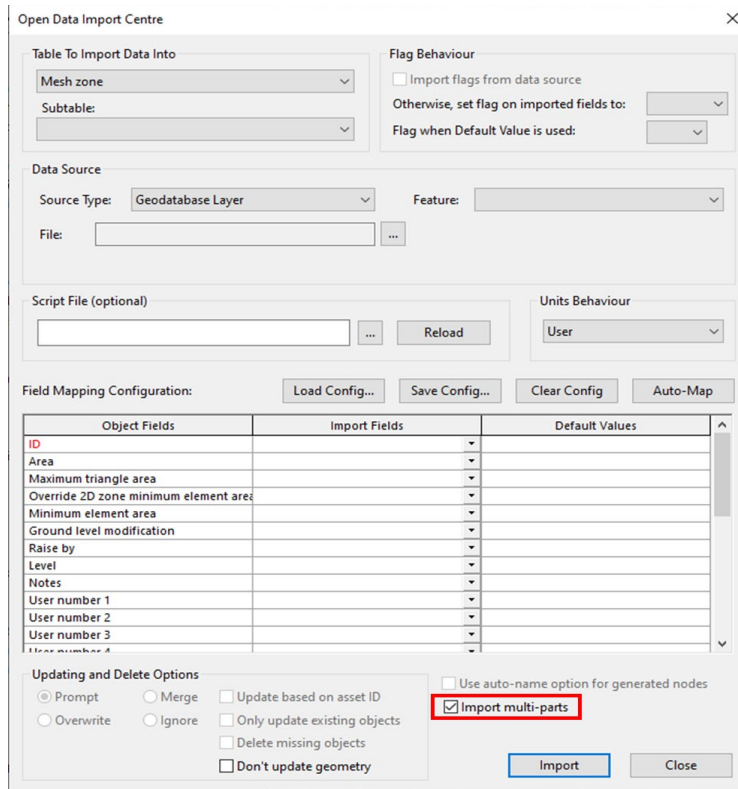 Open Data Import Centre
Table To Import Data Into
Mesh zone
Subtable:
Flag Behaviour
Import flags from data source
Otherwise, set flag on imported fields to:
Flag when Default Value is used:
Data Source
Source Type: Geodatabase Layer Feature:
File: ...
Script File (optional)
... Reload
Units Behaviour
User
Field Mapping Configuration: Load Config... Save Config... Clear Config Auto-Map
Object Fields Import Fields Default Values
ID
Area
Maximum triangle area
Override 2D zone minimum element area
Minimum element area
Ground level modification
Raise by
Level
Notes
User number 1
User number 2
User number 3
User number 4
Updating and Delete Options
Prompt Merge Update based on asset ID
Overwrite Ignore Only update existing objects
Delete missing objects
Don't update geometry
Use auto-name option for generated nodes
Import multi-parts
Import Close